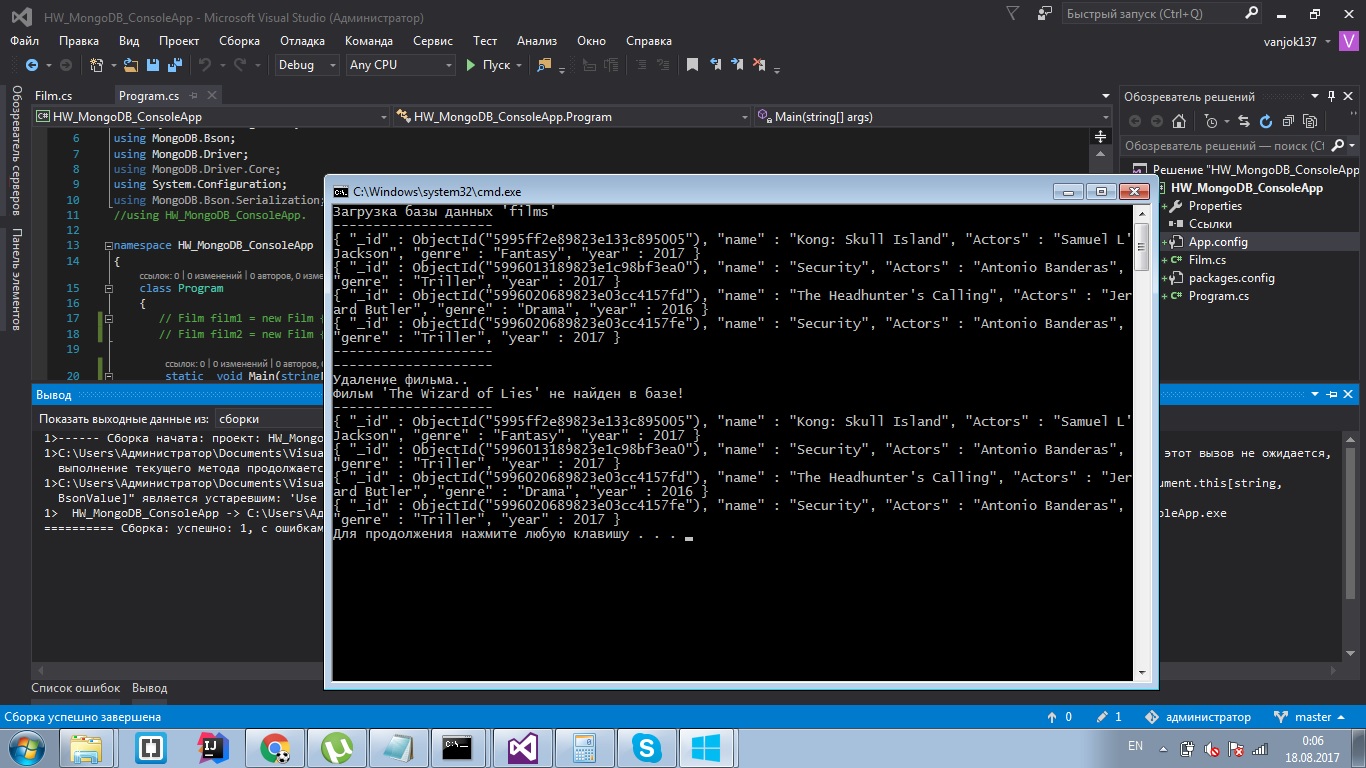 HW_MongoDB_ConsoleApp - Microsoft Visual Studio (Администратор)
Быстрый запуск (Ctrl+Q)
Файл Правка Вид Проект Сборка Отладка Команда Сервис Тест Анализ Окно Справка
vanjok137 V
Debug Any CPU Пуск
Обозреватель серверов
Панель элементов
Film.cs Program.cs
HW_MongoDB_ConsoleApp HW_MongoDB_ConsoleApp.Program Main(string[] args)
6 using MongoDB.Bson;
7 using MongoDB.Driver;
8 using MongoDB.Driver.Core;
9 using System.Configuration;
10 using MongoDB.Bson.Serialization;
11 //using HW_MongoDB_ConsoleApp.
12
13 namespace HW_MongoDB_ConsoleApp
14 {
ссылок: 0 | 0 изменений | 0 авторов, 0 изме
15 class Program
16 {
17 // Film film1 = new Film {
18 // Film film2 = new Film {
19
ссылок: 0 | 0 изменений | 0 авторов, 0
20 static void Main(string
Обозреватель решений
Обозреватель решений — поиск (Ct
Решение "HW_MongoDB_ConsoleApp
HW_MongoDB_ConsoleApp
Properties
Ссылки
App.config
Film.cs
packages.config
Program.cs
C:\Windows\system32\cmd.exe
Загрузка базы данных 'films'
--------------------
{ "_id" : ObjectId("5995ff2e89823e133c895005"), "name" : "Kong: Skull Island", "Actors" : "Samuel L'
Jackson", "genre" : "Fantasy", "year" : 2017 }
{ "_id" : ObjectId("5996013189823e1c98bf3ea0"), "name" : "Security", "Actors" : "Antonio Banderas",
"genre" : "Triller", "year" : 2017 }
{ "_id" : ObjectId("5996020689823e03cc4157fd"), "name" : "The Headhunter's Calling", "Actors" : "Jer
ard Butler", "genre" : "Drama", "year" : 2016 }
{ "_id" : ObjectId("5996020689823e03cc4157fe"), "name" : "Security", "Actors" : "Antonio Banderas",
"genre" : "Triller", "year" : 2017 }
--------------------
--------------------
Удаление фильма..
Фильм 'The Wizard of Lies' не найден в базе!
--------------------
{ "_id" : ObjectId("5995ff2e89823e133c895005"), "name" : "Kong: Skull Island", "Actors" : "Samuel L'
Jackson", "genre" : "Fantasy", "year" : 2017 }
{ "_id" : ObjectId("5996013189823e1c98bf3ea0"), "name" : "Security", "Actors" : "Antonio Banderas",
"genre" : "Triller", "year" : 2017 }
{ "_id" : ObjectId("5996020689823e03cc4157fd"), "name" : "The Headhunter's Calling", "Actors" : "Jer
ard Butler", "genre" : "Drama", "year" : 2016 }
{ "_id" : ObjectId("5996020689823e03cc4157fe"), "name" : "Security", "Actors" : "Antonio Banderas",
"genre" : "Triller", "year" : 2017 }
Для продолжения нажмите любую клавишу . . .
Вывод
Показать выходные данные из: сборки
1>------ Сборка начата: проект: HW_Mongo
1>C:\Users\Администратор\Documents\Visua этот вызов не ожидается,
выполнение текущего метода продолжается
1>C:\Users\Администратор\Documents\Visua ument.this[string,
BsonValue]" является устаревшим: 'Use
1> HW_MongoDB_ConsoleApp -> C:\Users\Ад soleApp.exe
========== Сборка: успешно: 1, с ошибкам
Список ошибок Вывод
Сборка успешно завершена 0 1 администратор master
EN 0:06
18.08.2017